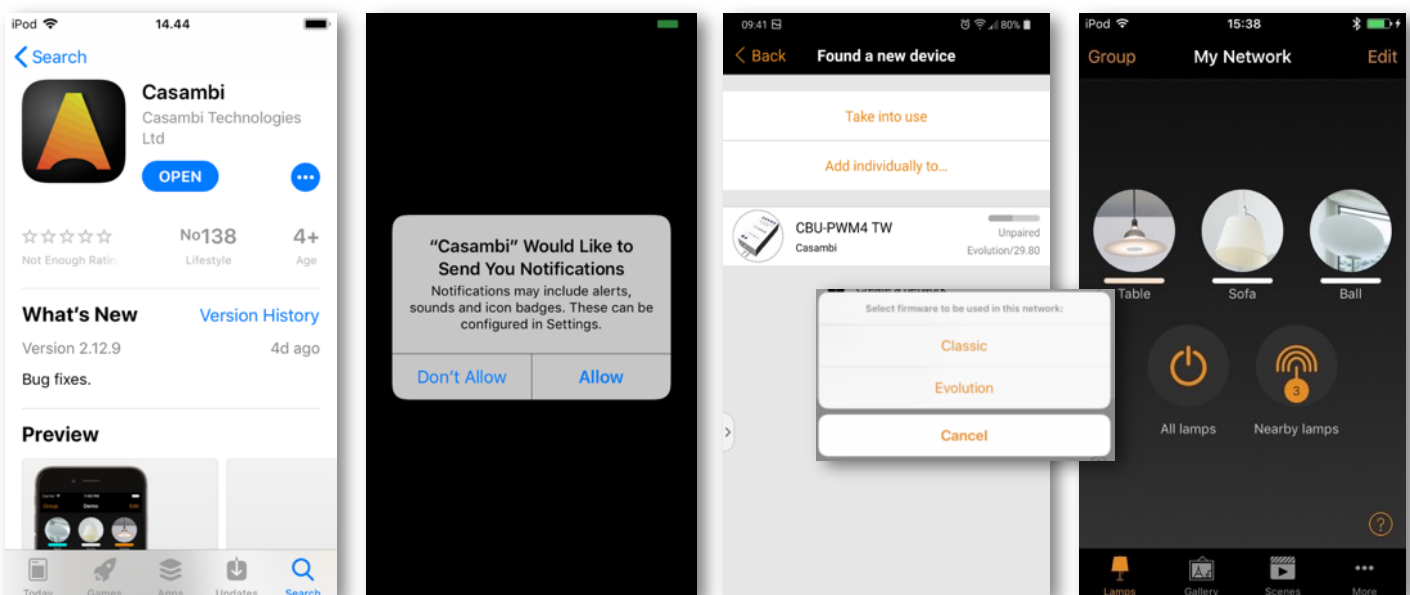 iPod
14.44
Search
Casambi
Casambi Technologies
Ltd
OPEN
No138
4+
Not Enough Ratin
Lifestyle
Age
What's New
Version History
Version 2.12.9
4d ago
Bug fixes.
Preview
Group
Demo
Edit
Today
Games
Apps
Updates
Search
"Casambi" Would Like to
Send You Notifications
Notifications may include alerts,
sounds and icon badges. These can be
configured in Settings.
Don't Allow
Allow
09:41
80%
Back
Found a new device
Take into use
Add individually to...
CBU-PWM4 TW
Unpaired
Casambi
Evolution/29.80
Create a network
Select firmware to be used in this network:
Classic
Evolution
Cancel
iPod
15:38
Group
My Network
Edit
Table
Sofa
Ball
3
All lamps
Nearby lamps
?
Lamps
Gallery
Scenes
More